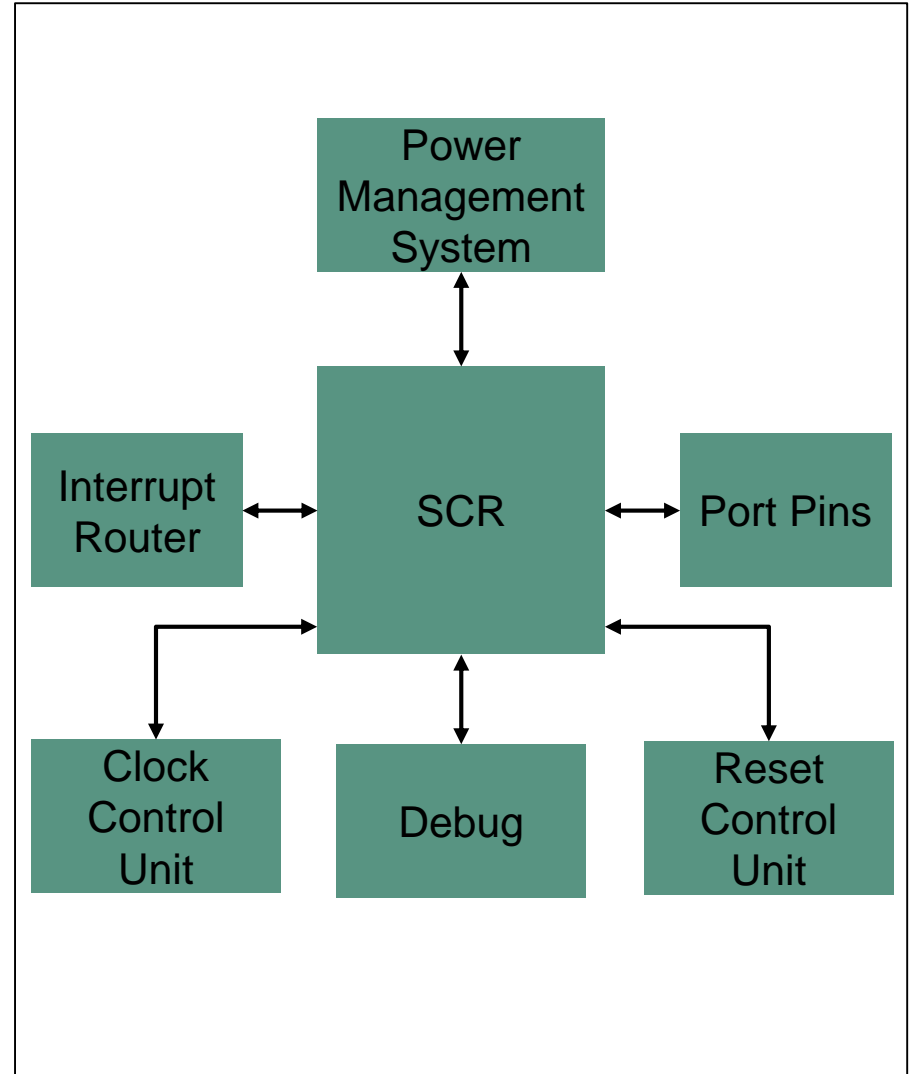 Power
Management
System
Interrupt
Router
SCR
Port Pins
Clock
Control
Unit
Debug
Reset
Control
Unit